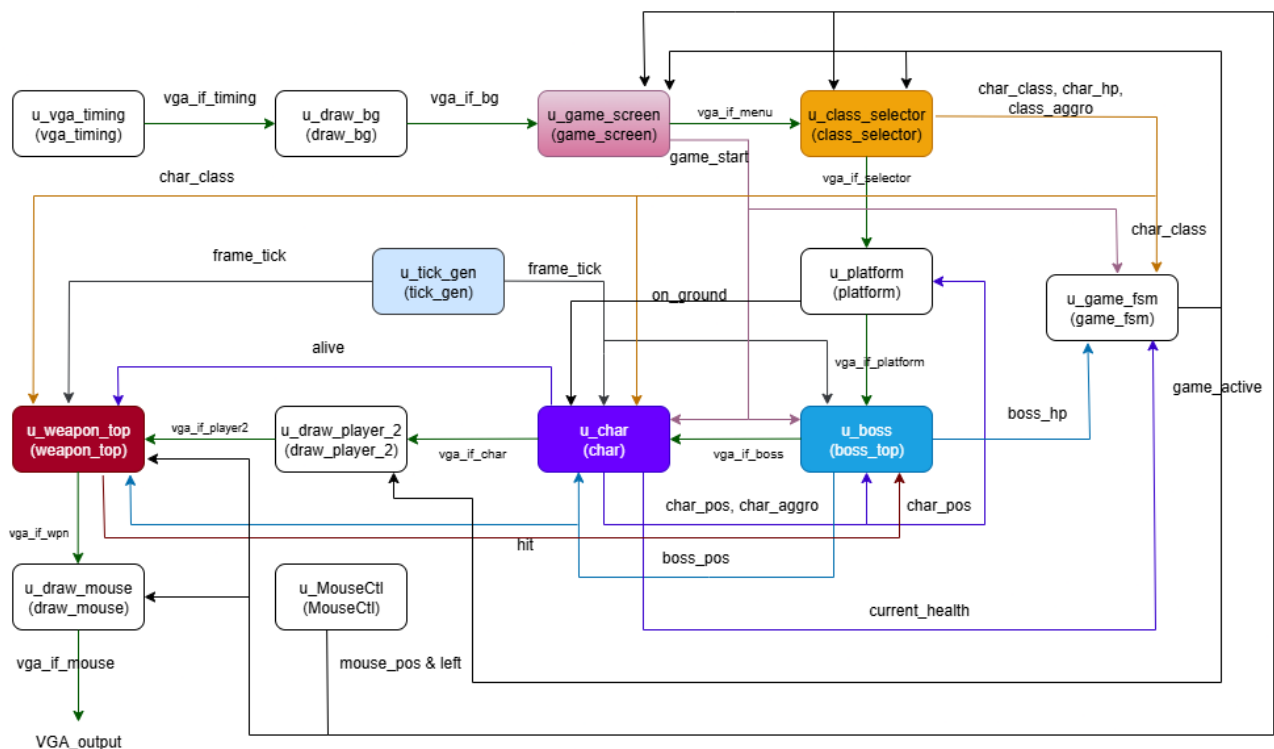 vga_if_timing
vga_if_bg
char_class, char_hp,
class_aggro
u_vga_timing
(vga_timing)
u_draw_bg
(draw_bg)
u_game_screen
(game_screen)
vga_if_menu
u_class_selector
(class_selector)
game_start
char_class
vga_if_selector
char_class
frame_tick
u_tick_gen
(tick_gen)
frame_tick
u_platform
(platform)
on_ground
u_game_fsm
(game_fsm)
alive
vga_if_platform
game_active
boss_hp
u_weapon_top
(weapon_top)
vga_if_player2
u_draw_player_2
(draw_player_2)
vga_if_char
u_char
(char)
vga_if_boss
u_boss
(boss_top)
char_pos, char_aggro
char_pos
vga_if_wpn
hit
boss_pos
u_draw_mouse
(draw_mouse)
u_MouseCtl
(MouseCtl)
current_health
vga_if_mouse
mouse_pos & left
VGA_output